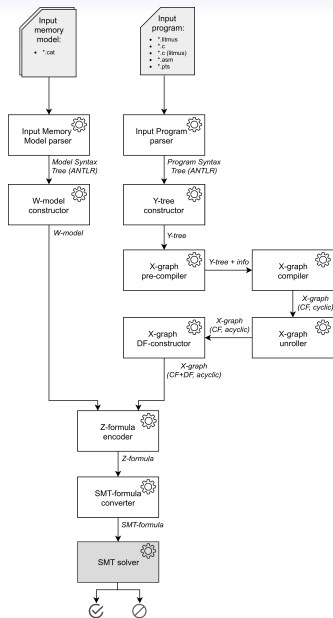 Input
memory
model:
• *.cat
Input
program:
• *.litmus
• *.c
• *.c (litmus)
• *.asm
• *.pts
Input Memory
Model parser
Input Program
parser
Model Syntax
Tree (ANTLR)
Program Syntax
Tree (ANTLR)
W-model
constructor
Y-tree
constructor
W-model
Y-tree
X-graph
pre-compiler
Y-tree + info
X-graph
compiler
X-graph
(CF, cyclic)
X-graph
DF-constructor
X-graph
(CF, acyclic)
X-graph
unroller
X-graph
(CF+DF, acyclic)
Z-formula
encoder
Z-formula
SMT-formula
converter
SMT-formula
SMT solver